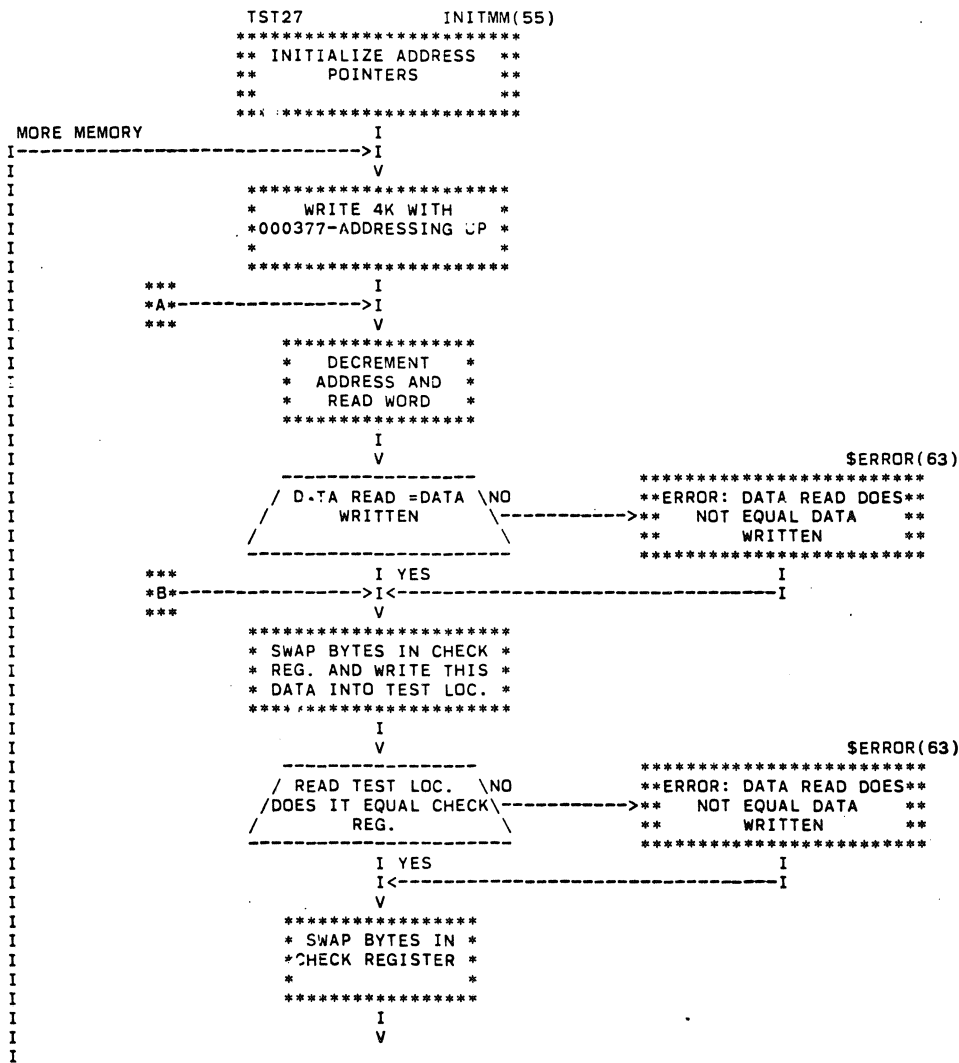 TST27 INITMM(55)
INITIALIZE ADDRESS
POINTERS
MORE MEMORY
WRITE 4K WITH
000377-ADDRESSING UP
A
DECREMENT
ADDRESS AND
READ WORD
$ERROR(63)
DATA READ =DATA NO ERROR: DATA READ DOES
WRITTEN NOT EQUAL DATA
WRITTEN
YES
B
SWAP BYTES IN CHECK
REG. AND WRITE THIS
DATA INTO TEST LOC.
$ERROR(63)
READ TEST LOC. NO ERROR: DATA READ DOES
DOES IT EQUAL CHECK NOT EQUAL DATA
REG. WRITTEN
YES
SWAP BYTES IN
CHECK REGISTER